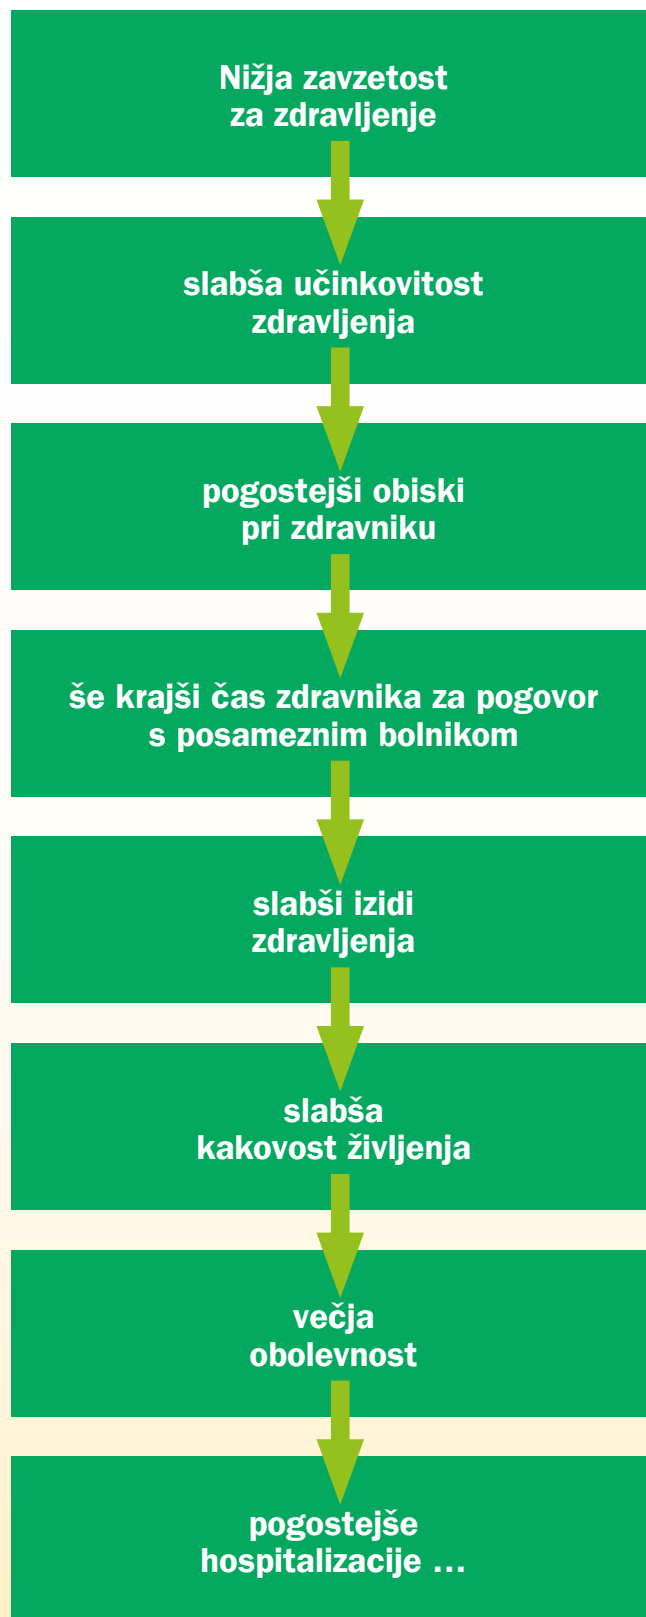 Nižja zavzetost
za zdravljenje
slabša učinkovitost
zdravljenja
pogostejši obiski
pri zdravniku
še krajši čas zdravnika za pogovor
s posameznim bolnikom
slabši izidi
zdravljenja
slabša
kakovost življenja
večja
obolevnost
pogostejše
hospitalizacije ...